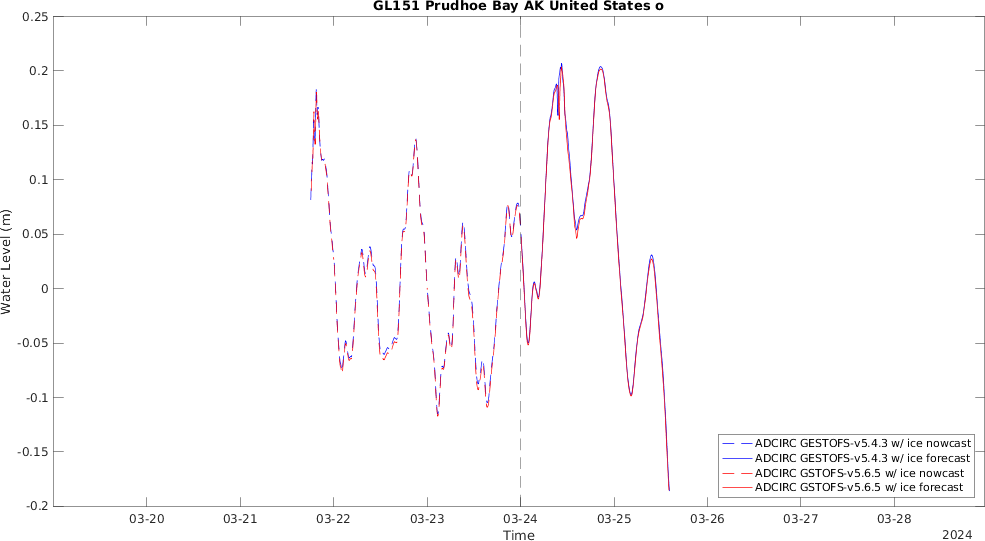 GL151 Prudhoe Bay AK United States o
0.25
0.2
0.15
0.1
0.05
0
-0.05
-0.1
-0.15
-0.2
Water Level (m)
03-20 03-21 03-22 03-23 03-24 03-25 03-26 03-27 03-28
Time
2024
ADCIRC GESTOFS-v5.4.3 w/ ice nowcast
ADCIRC GESTOFS-v5.4.3 w/ ice forecast
ADCIRC GSTOFS-v5.6.5 w/ ice nowcast
ADCIRC GSTOFS-v5.6.5 w/ ice forecast